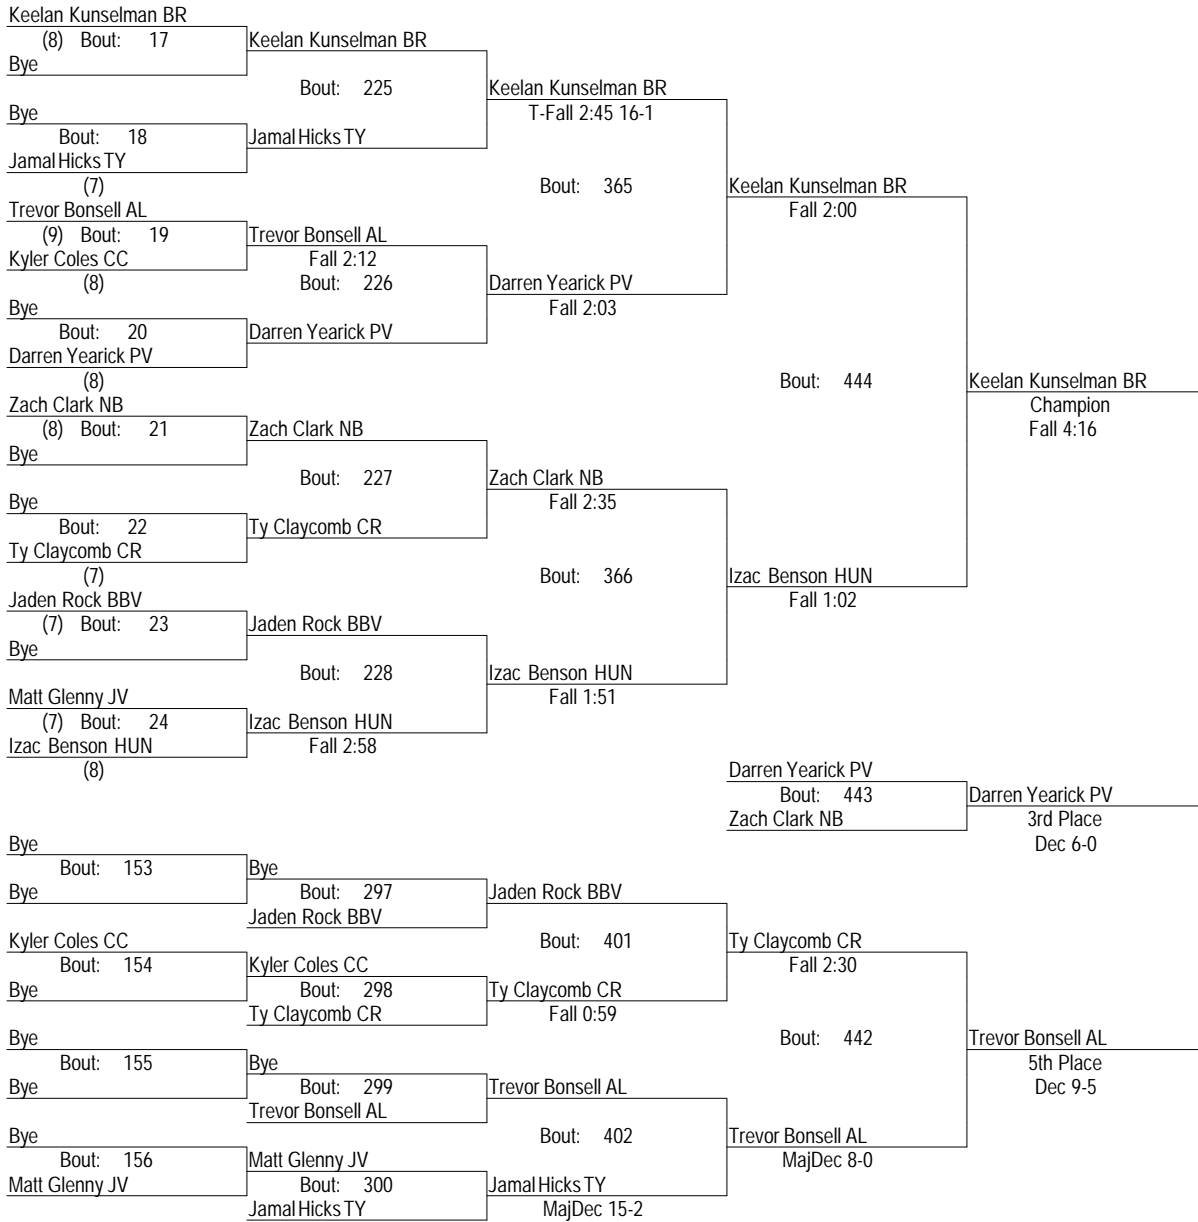 Keelan Kunselman BR
(8) Bout: 17
Keelan Kunselman BR
Bye
Bout: 225
Keelan Kunselman BR
Bye
T-Fall 2:45 16-1
Bout: 18
Jamal Hicks TY
Jamal Hicks TY
(7)
Bout: 365
Keelan Kunselman BR
Trevor Bonsell AL
Fall 2:00
(9) Bout: 19
Trevor Bonsell AL
Kyler Coles CC
Fall 2:12
(8)
Bout: 226
Darren Yearick PV
Bye
Fall 2:03
Bout: 20
Darren Yearick PV
Darren Yearick PV
(8)
Bout: 444
Keelan Kunselman BR
Zach Clark NB
Champion
(8) Bout: 21
Zach Clark NB
Fall 4:16
Bye
Bout: 227
Zach Clark NB
Bye
Fall 2:35
Bout: 22
Ty Claycomb CR
Ty Claycomb CR
(7)
Bout: 366
Izac Benson HUN
Jaden Rock BBV
Fall 1:02
(7) Bout: 23
Jaden Rock BBV
Bye
Bout: 228
Izac Benson HUN
Matt Glenny JV
Fall 1:51
(7) Bout: 24
Izac Benson HUN
Izac Benson HUN
Fall 2:58
(8)
Darren Yearick PV
Bout: 443
Darren Yearick PV
Zach Clark NB
3rd Place
Dec 6-0
Bye
Bout: 153
Bye
Bye
Bout: 297
Jaden Rock BBV
Jaden Rock BBV
Kyler Coles CC
Bout: 401
Ty Claycomb CR
Bout: 154
Kyler Coles CC
Fall 2:30
Bye
Bout: 298
Ty Claycomb CR
Ty Claycomb CR
Fall 0:59
Bye
Bout: 442
Trevor Bonsell AL
Bout: 155
Bye
5th Place
Bye
Bout: 299
Trevor Bonsell AL
Dec 9-5
Trevor Bonsell AL
Bye
Bout: 402
Trevor Bonsell AL
Bout: 156
Matt Glenny JV
MajDec 8-0
Matt Glenny JV
Bout: 300
Jamal Hicks TY
Jamal Hicks TY
MajDec 15-2